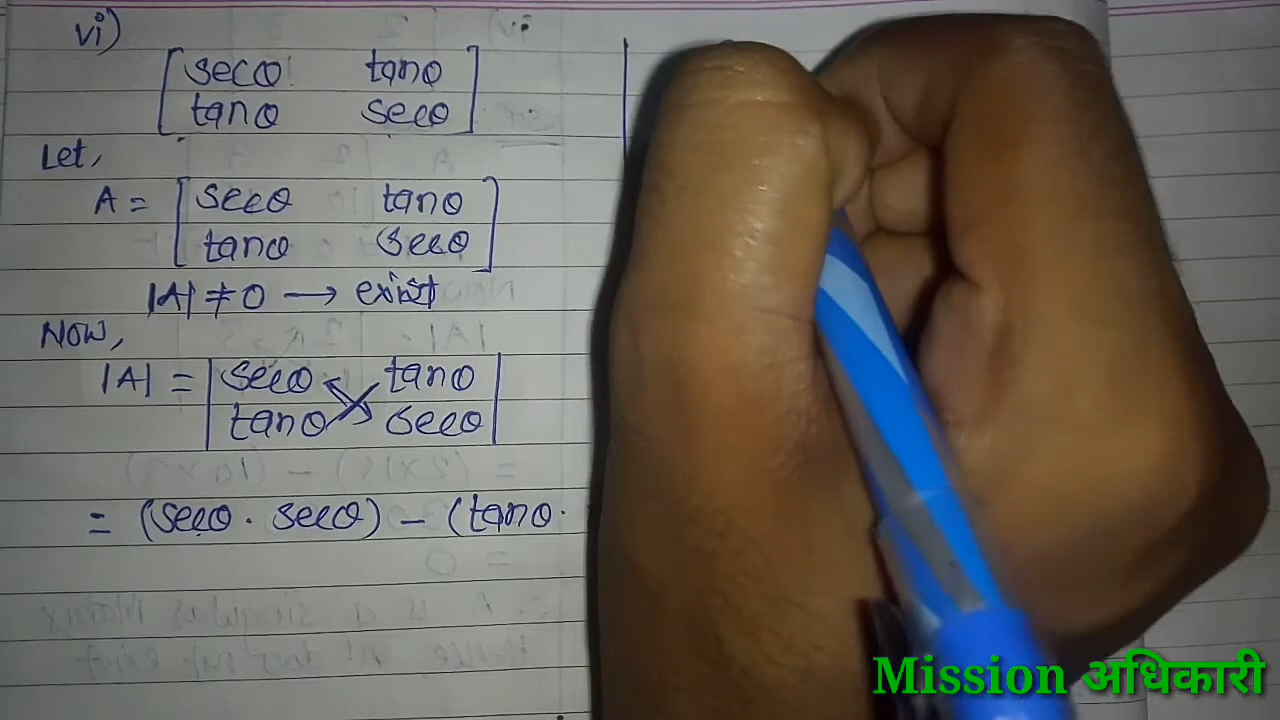 vi)
[secθ tanθ
tanθ secθ]
Let,
A = [secθ tanθ
tanθ secθ]
|A| ≠ 0 → exist
Now,
|A| = |secθ tanθ
tanθ secθ|
= (secθ · secθ) - (tanθ ·
Mission अधिकारी